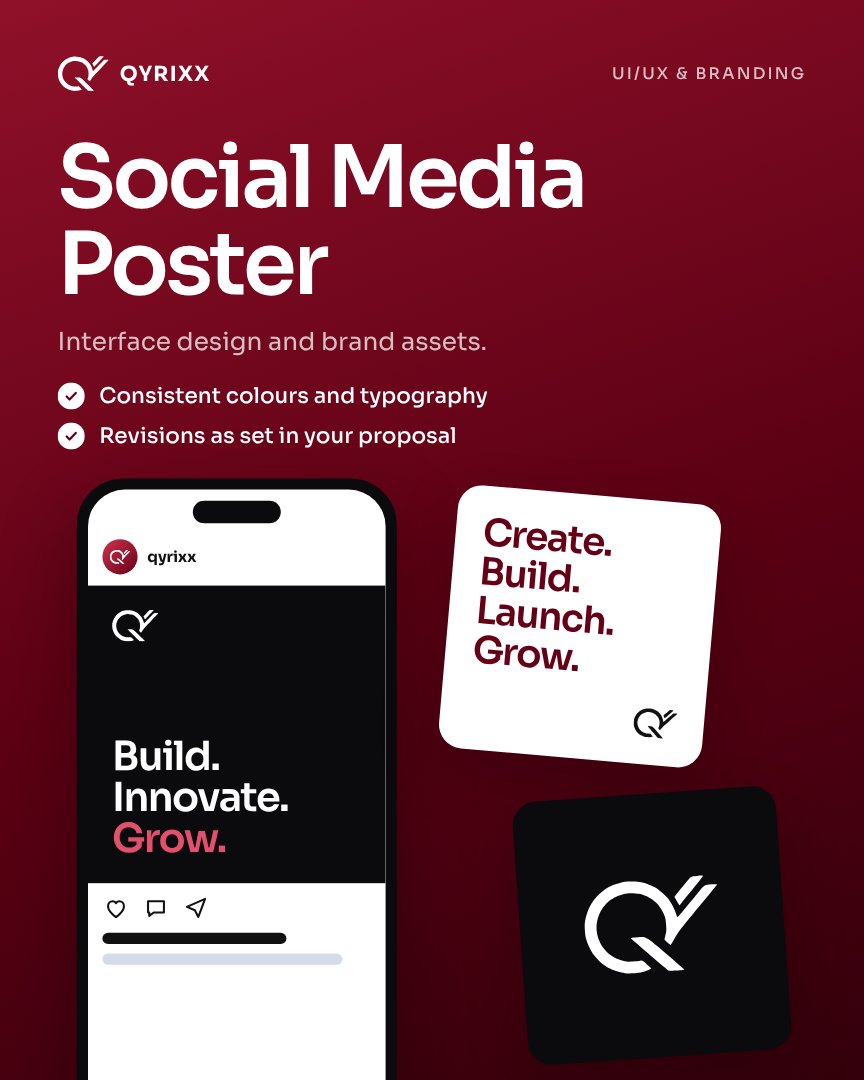 QYRIXX
UI/UX & BRANDING
Social Media
Poster
Interface design and brand assets.
Consistent colours and typography
Revisions as set in your proposal
qyrixx
Build.
Innovate.
Grow.
Create.
Build.
Launch.
Grow.